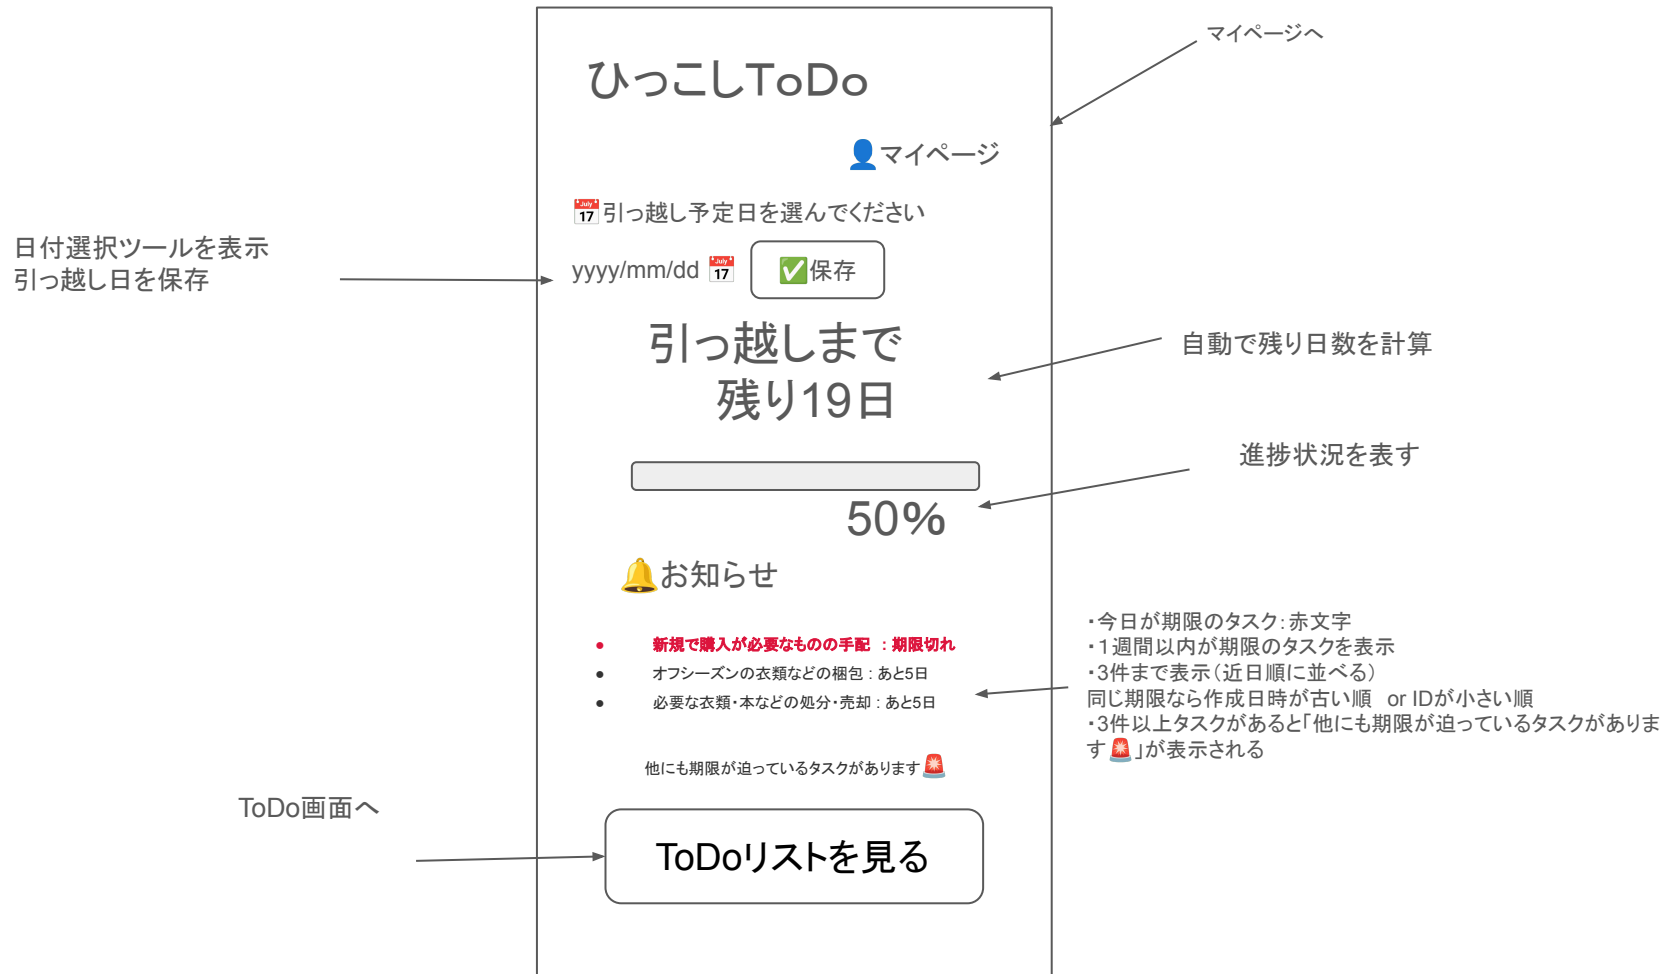 マイページへ
ひっこしToDo
👤マイページ
📅引っ越し予定日を選んでください
日付選択ツールを表示
引っ越し日を保存
yyyy/mm/dd 📅
✅保存
引っ越しまで
残り19日
自動で残り日数を計算
進捗状況を表す
50%
🔔お知らせ
● 新規で購入が必要なものの手配 : 期限切れ
● オフシーズンの衣類などの梱包 : あと5日
● 必要な衣類・本などの処分・売却 : あと5日
・今日が期限のタスク: 赤文字
・1週間以内が期限のタスクを表示
・3件まで表示（近日順に並べる）
同じ期限なら作成日時が古い順 or IDが小さい順
・3件以上タスクがあると「他にも期限が迫っているタスクがありま
す🚨」が表示される
他にも期限が迫っているタスクがあります🚨
ToDo画面へ
ToDoリストを見る